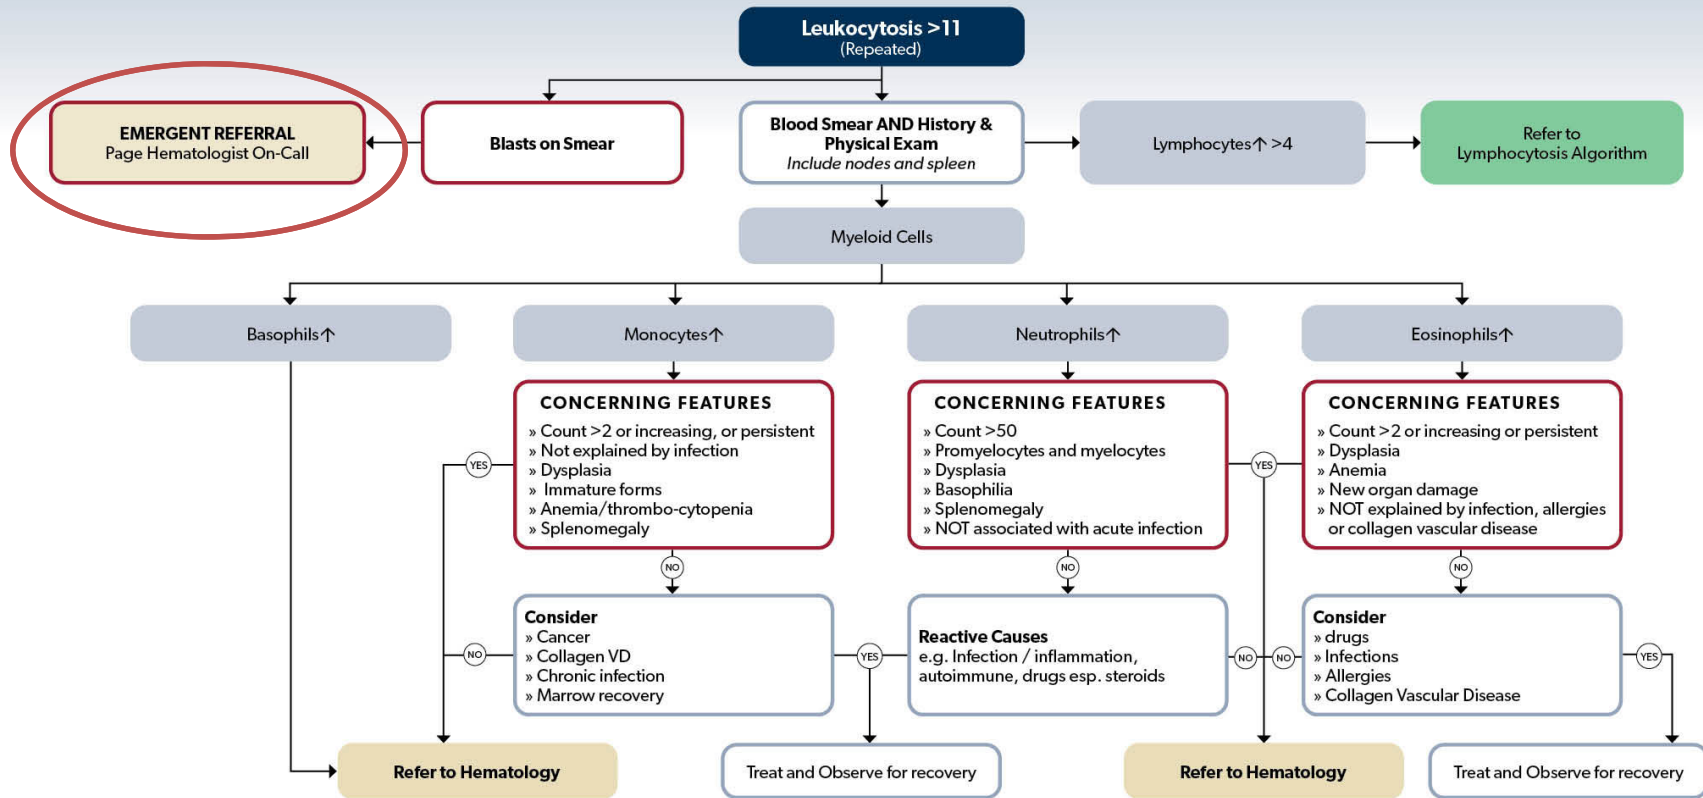 Leukocytosis >11
(Repeated)
EMERGENT REFERRAL
Page Hematologist On-Call
Blasts on Smear
Blood Smear AND History &
Physical Exam
Include nodes and spleen
Lymphocytes↑ >4
Refer to
Lymphocytosis Algorithm
Myeloid Cells
Basophils↑
Monocytes↑
Neutrophils↑
Eosinophils↑
CONCERNING FEATURES
» Count >2 or increasing, or persistent
» Not explained by infection
» Dysplasia
» Immature forms
» Anemia/thrombo-cytopenia
» Splenomegaly
YES
CONCERNING FEATURES
» Count >50
» Promyelocytes and myelocytes
» Dysplasia
» Basophilia
» Splenomegaly
» NOT associated with acute infection
YES
CONCERNING FEATURES
» Count >2 or increasing or persistent
» Dysplasia
» Anemia
» New organ damage
» NOT explained by infection, allergies
or collagen vascular disease
NO
NO
NO
Consider
» Cancer
» Collagen VD
» Chronic infection
» Marrow recovery
NO
YES
Reactive Causes
e.g. Infection / inflammation,
autoimmune, drugs esp. steroids
NO
NO
Consider
» drugs
» Infections
» Allergies
» Collagen Vascular Disease
YES
Refer to Hematology
Treat and Observe for recovery
Refer to Hematology
Treat and Observe for recovery